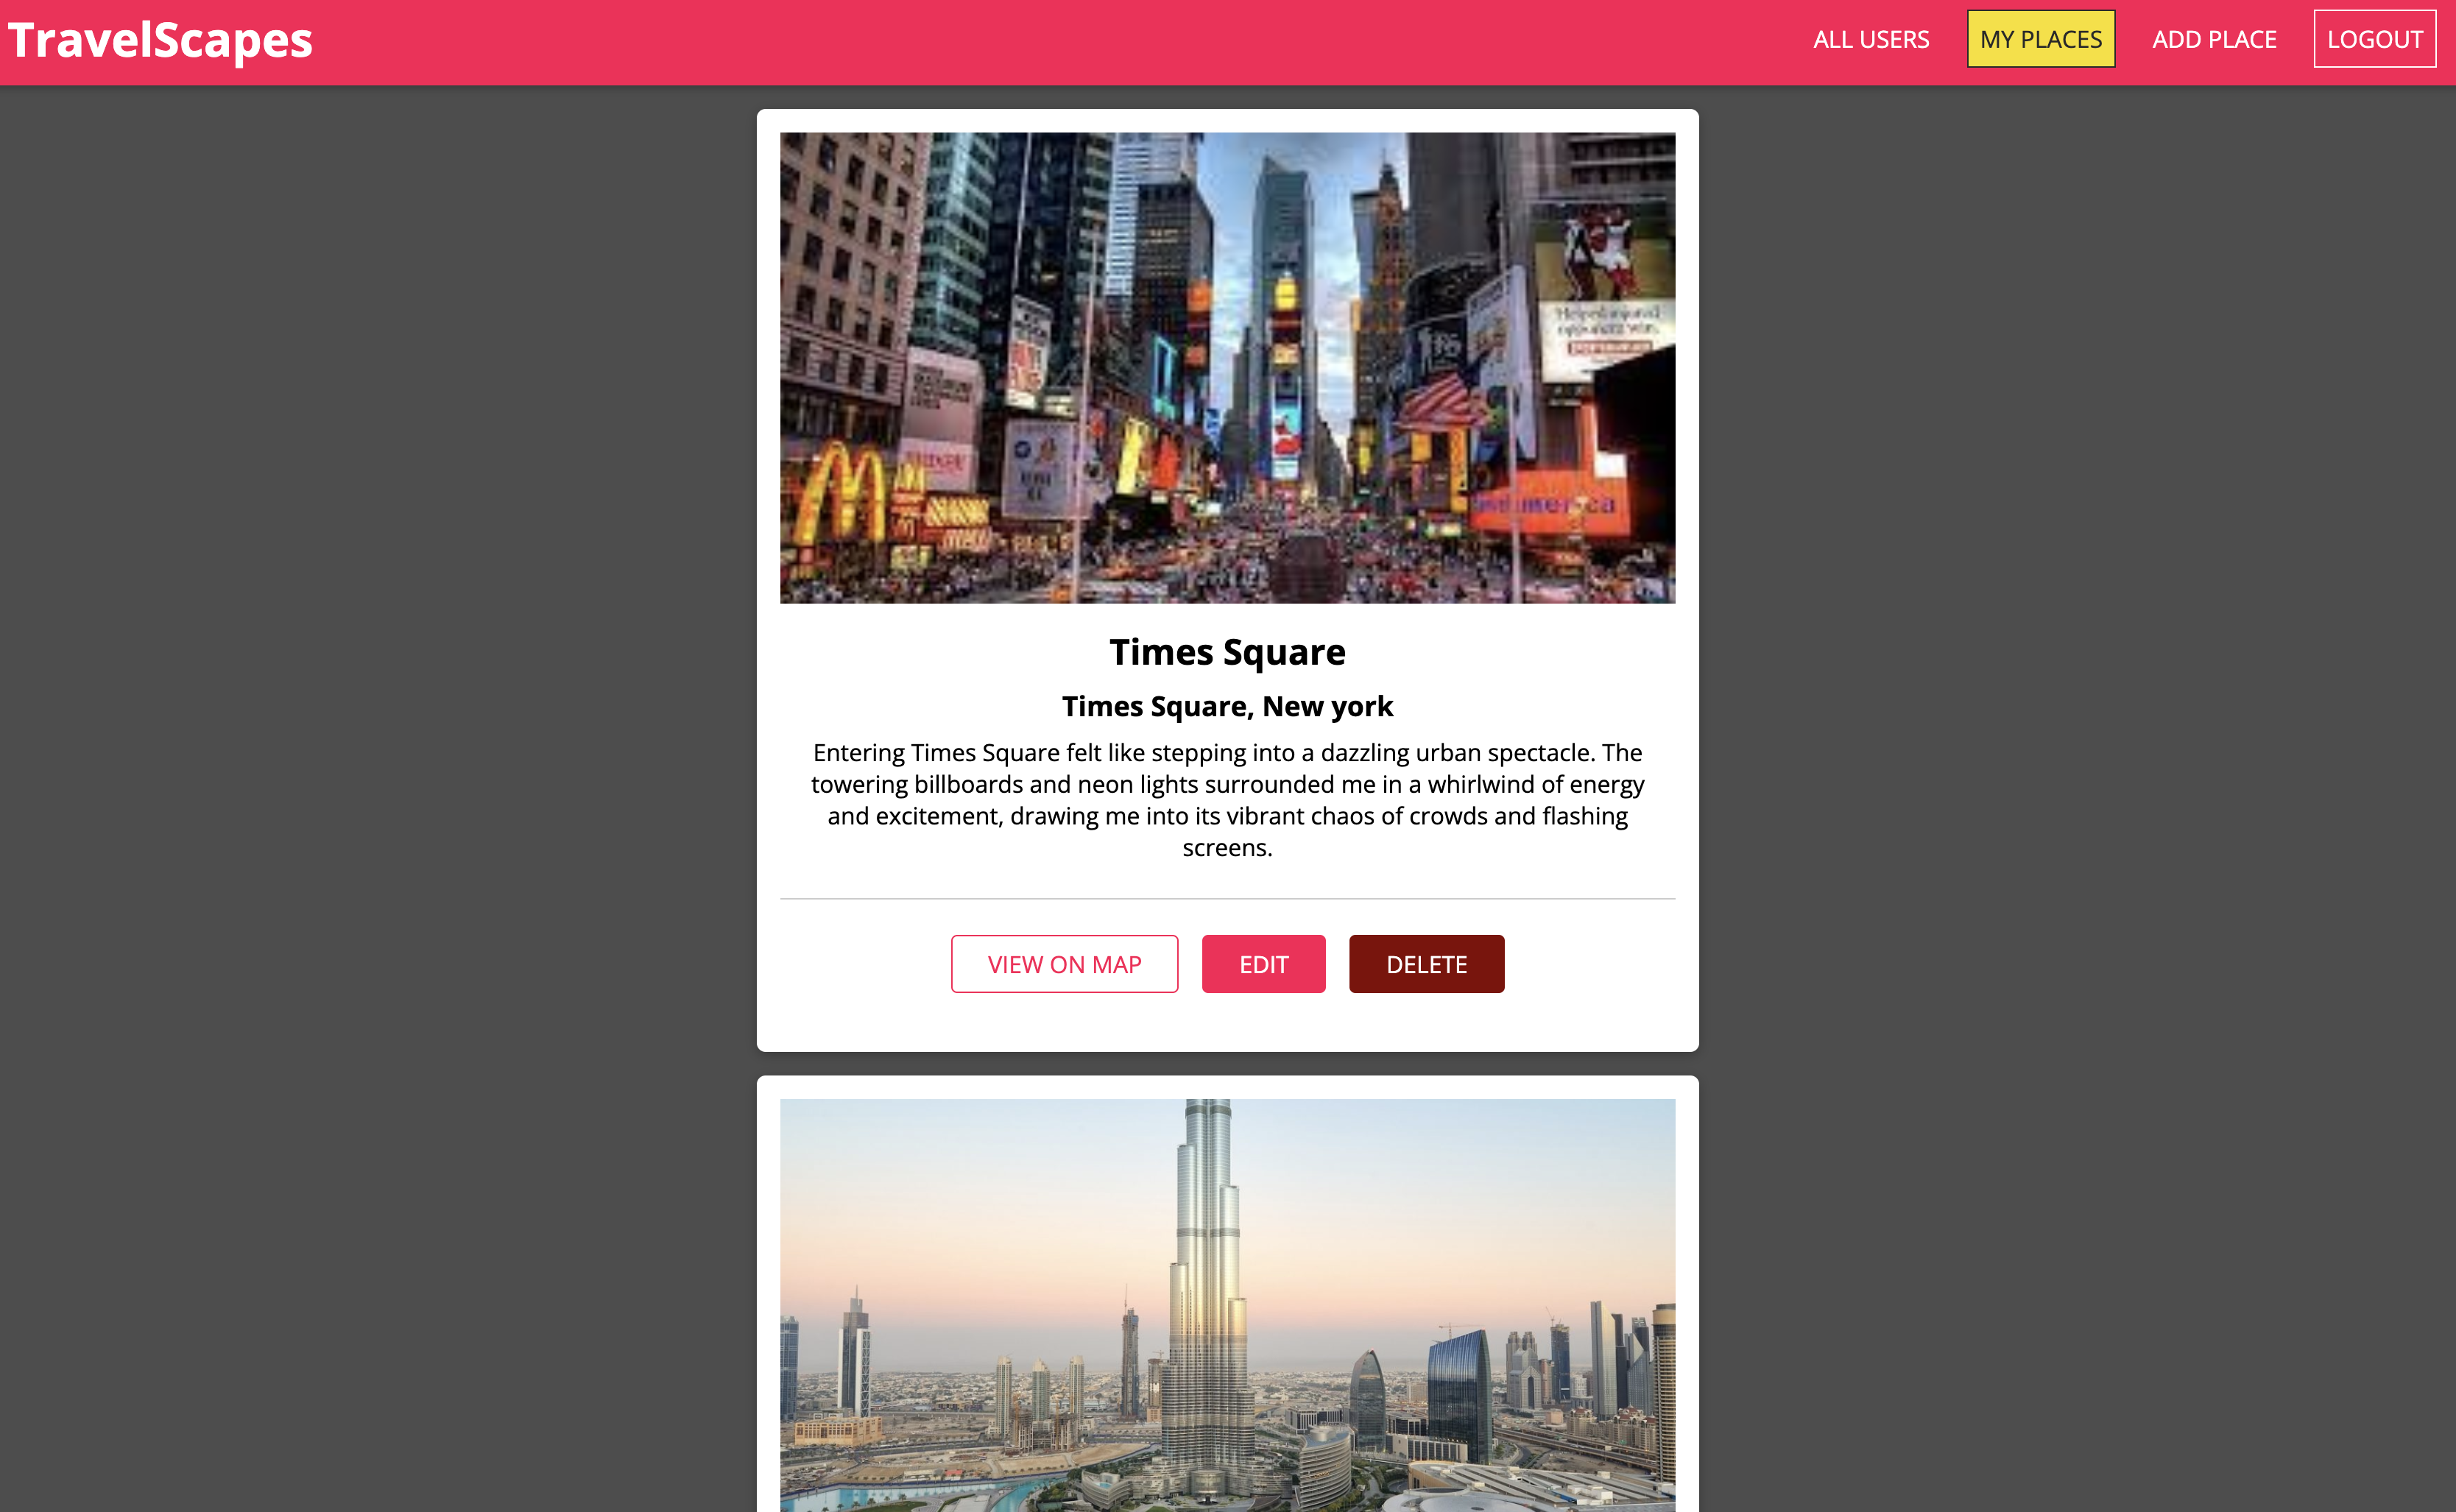 TravelScapes
ALL USERS
MY PLACES
ADD PLACE
LOGOUT
Times Square
Times Square, New york
Entering Times Square felt like stepping into a dazzling urban spectacle. The
towering billboards and neon lights surrounded me in a whirlwind of energy
and excitement, drawing me into its vibrant chaos of crowds and flashing
screens.
VIEW ON MAP
EDIT
DELETE